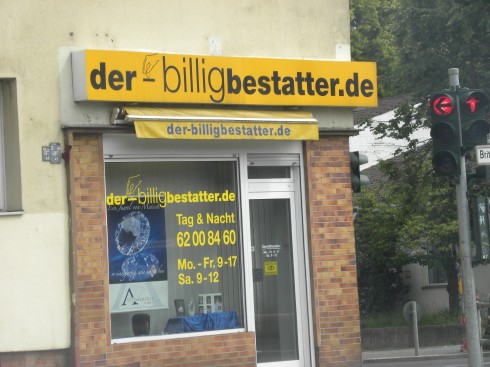 der-billigbestatter.de
der-billigbestatter.de
der-billigbestatter.de
Tag & Nacht
62 00 84 60
Mo. - Fr. 9 - 17
Sa. 9 - 12
A
Brit